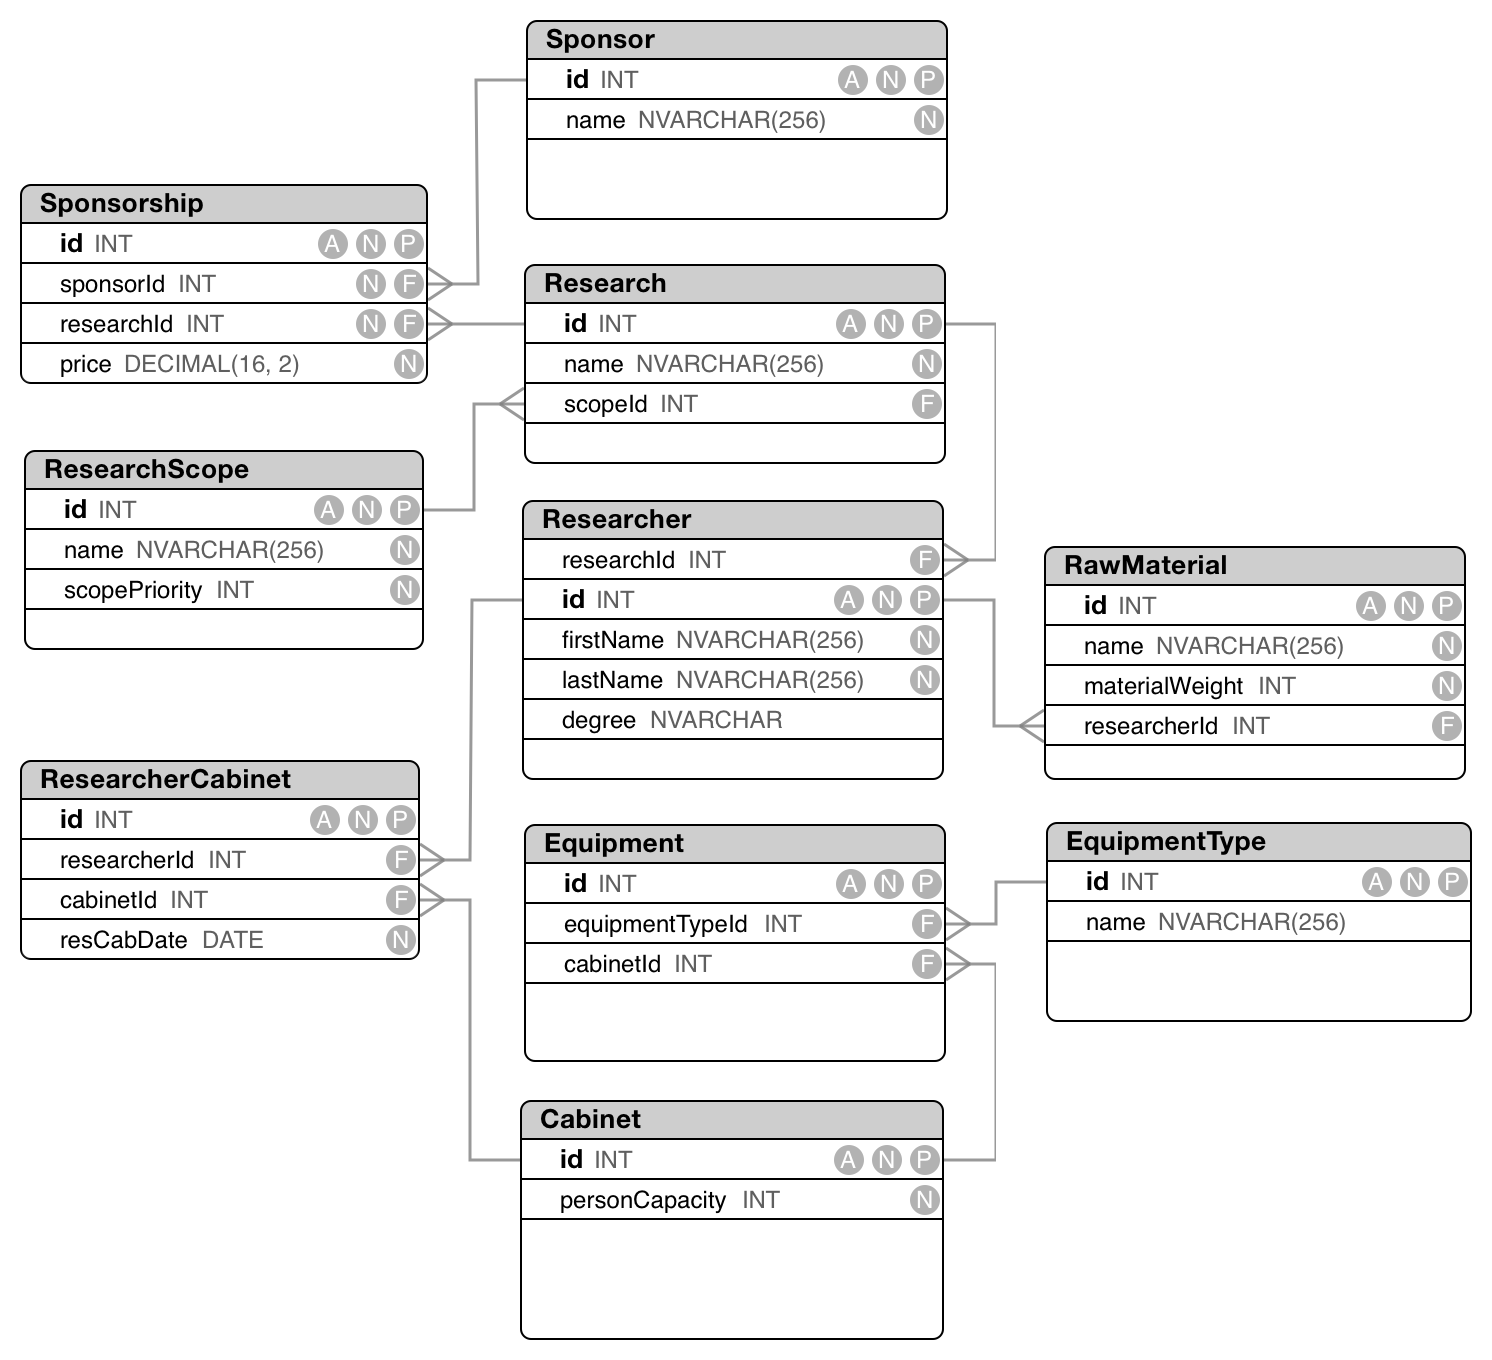 Sponsor
id INT A N P
name NVARCHAR(256) N
Sponsorship
id INT A N P
sponsorId INT N F
researchId INT N F
price DECIMAL(16, 2) N
Research
id INT A N P
name NVARCHAR(256) N
scopeId INT F
ResearchScope
id INT A N P
name NVARCHAR(256) N
scopePriority INT N
Researcher
researchId INT F
id INT A N P
firstName NVARCHAR(256) N
lastName NVARCHAR(256) N
degree NVARCHAR
RawMaterial
id INT A N P
name NVARCHAR(256) N
materialWeight INT N
researcherId INT F
ResearcherCabinet
id INT A N P
researcherId INT F
cabinetId INT F
resCabDate DATE N
Equipment
id INT A N P
equipmentTypeId INT F
cabinetId INT F
EquipmentType
id INT A N P
name NVARCHAR(256)
Cabinet
id INT A N P
personCapacity INT N